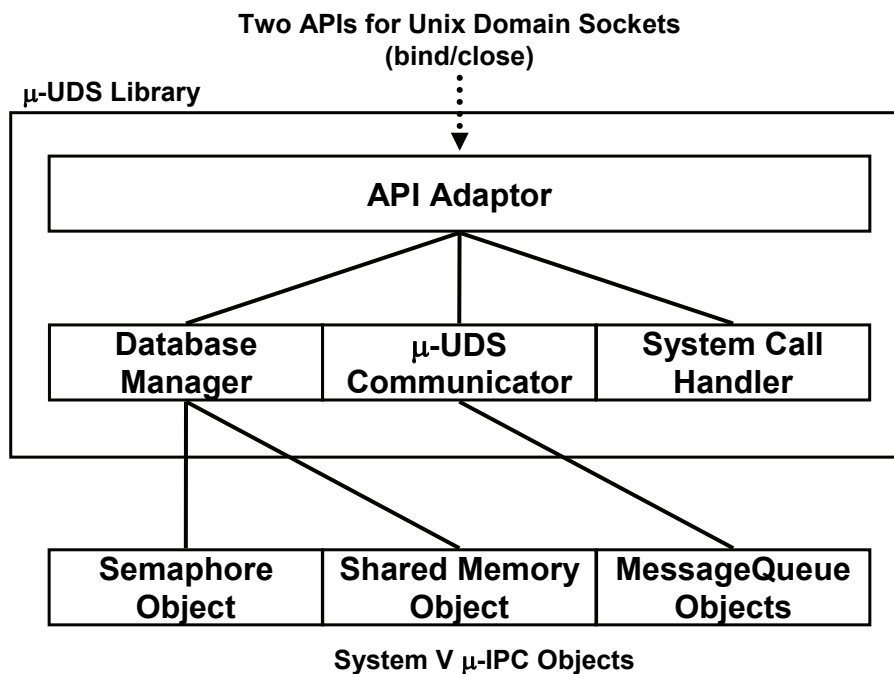 Two APIs for Unix Domain Sockets
(bind/close)
μ-UDS Library
API Adaptor
Database
Manager
μ-UDS
Communicator
System Call
Handler
Semaphore
Object
Shared Memory
Object
MessageQueue
Objects
System V μ-IPC Objects